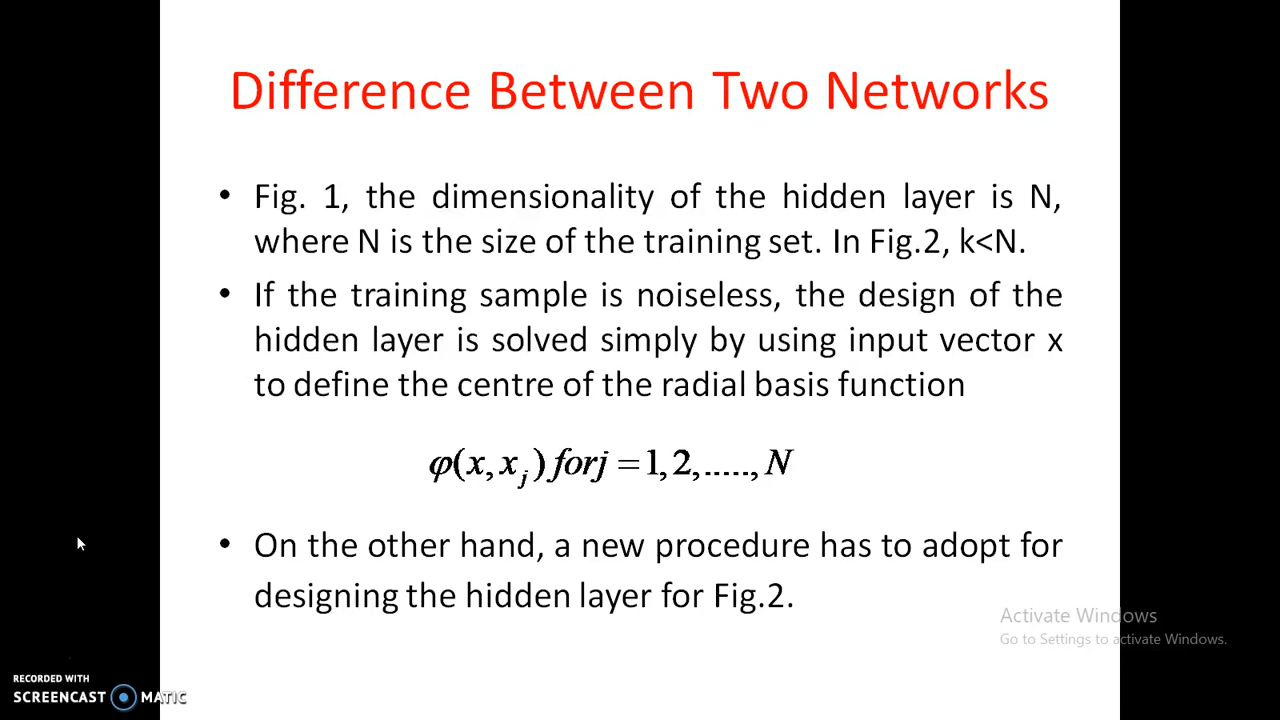 Difference Between Two Networks
• Fig. 1, the dimensionality of the hidden layer is N,
where N is the size of the training set. In Fig.2, k<N.
• If the training sample is noiseless, the design of the
hidden layer is solved simply by using input vector x
to define the centre of the radial basis function
φ(x, x_j) forj = 1, 2, ....., N
• On the other hand, a new procedure has to adopt for
designing the hidden layer for Fig.2.
Activate Windows
Go to Settings to activate Windows.
RECORDED WITH
SCREENCAST MATIC